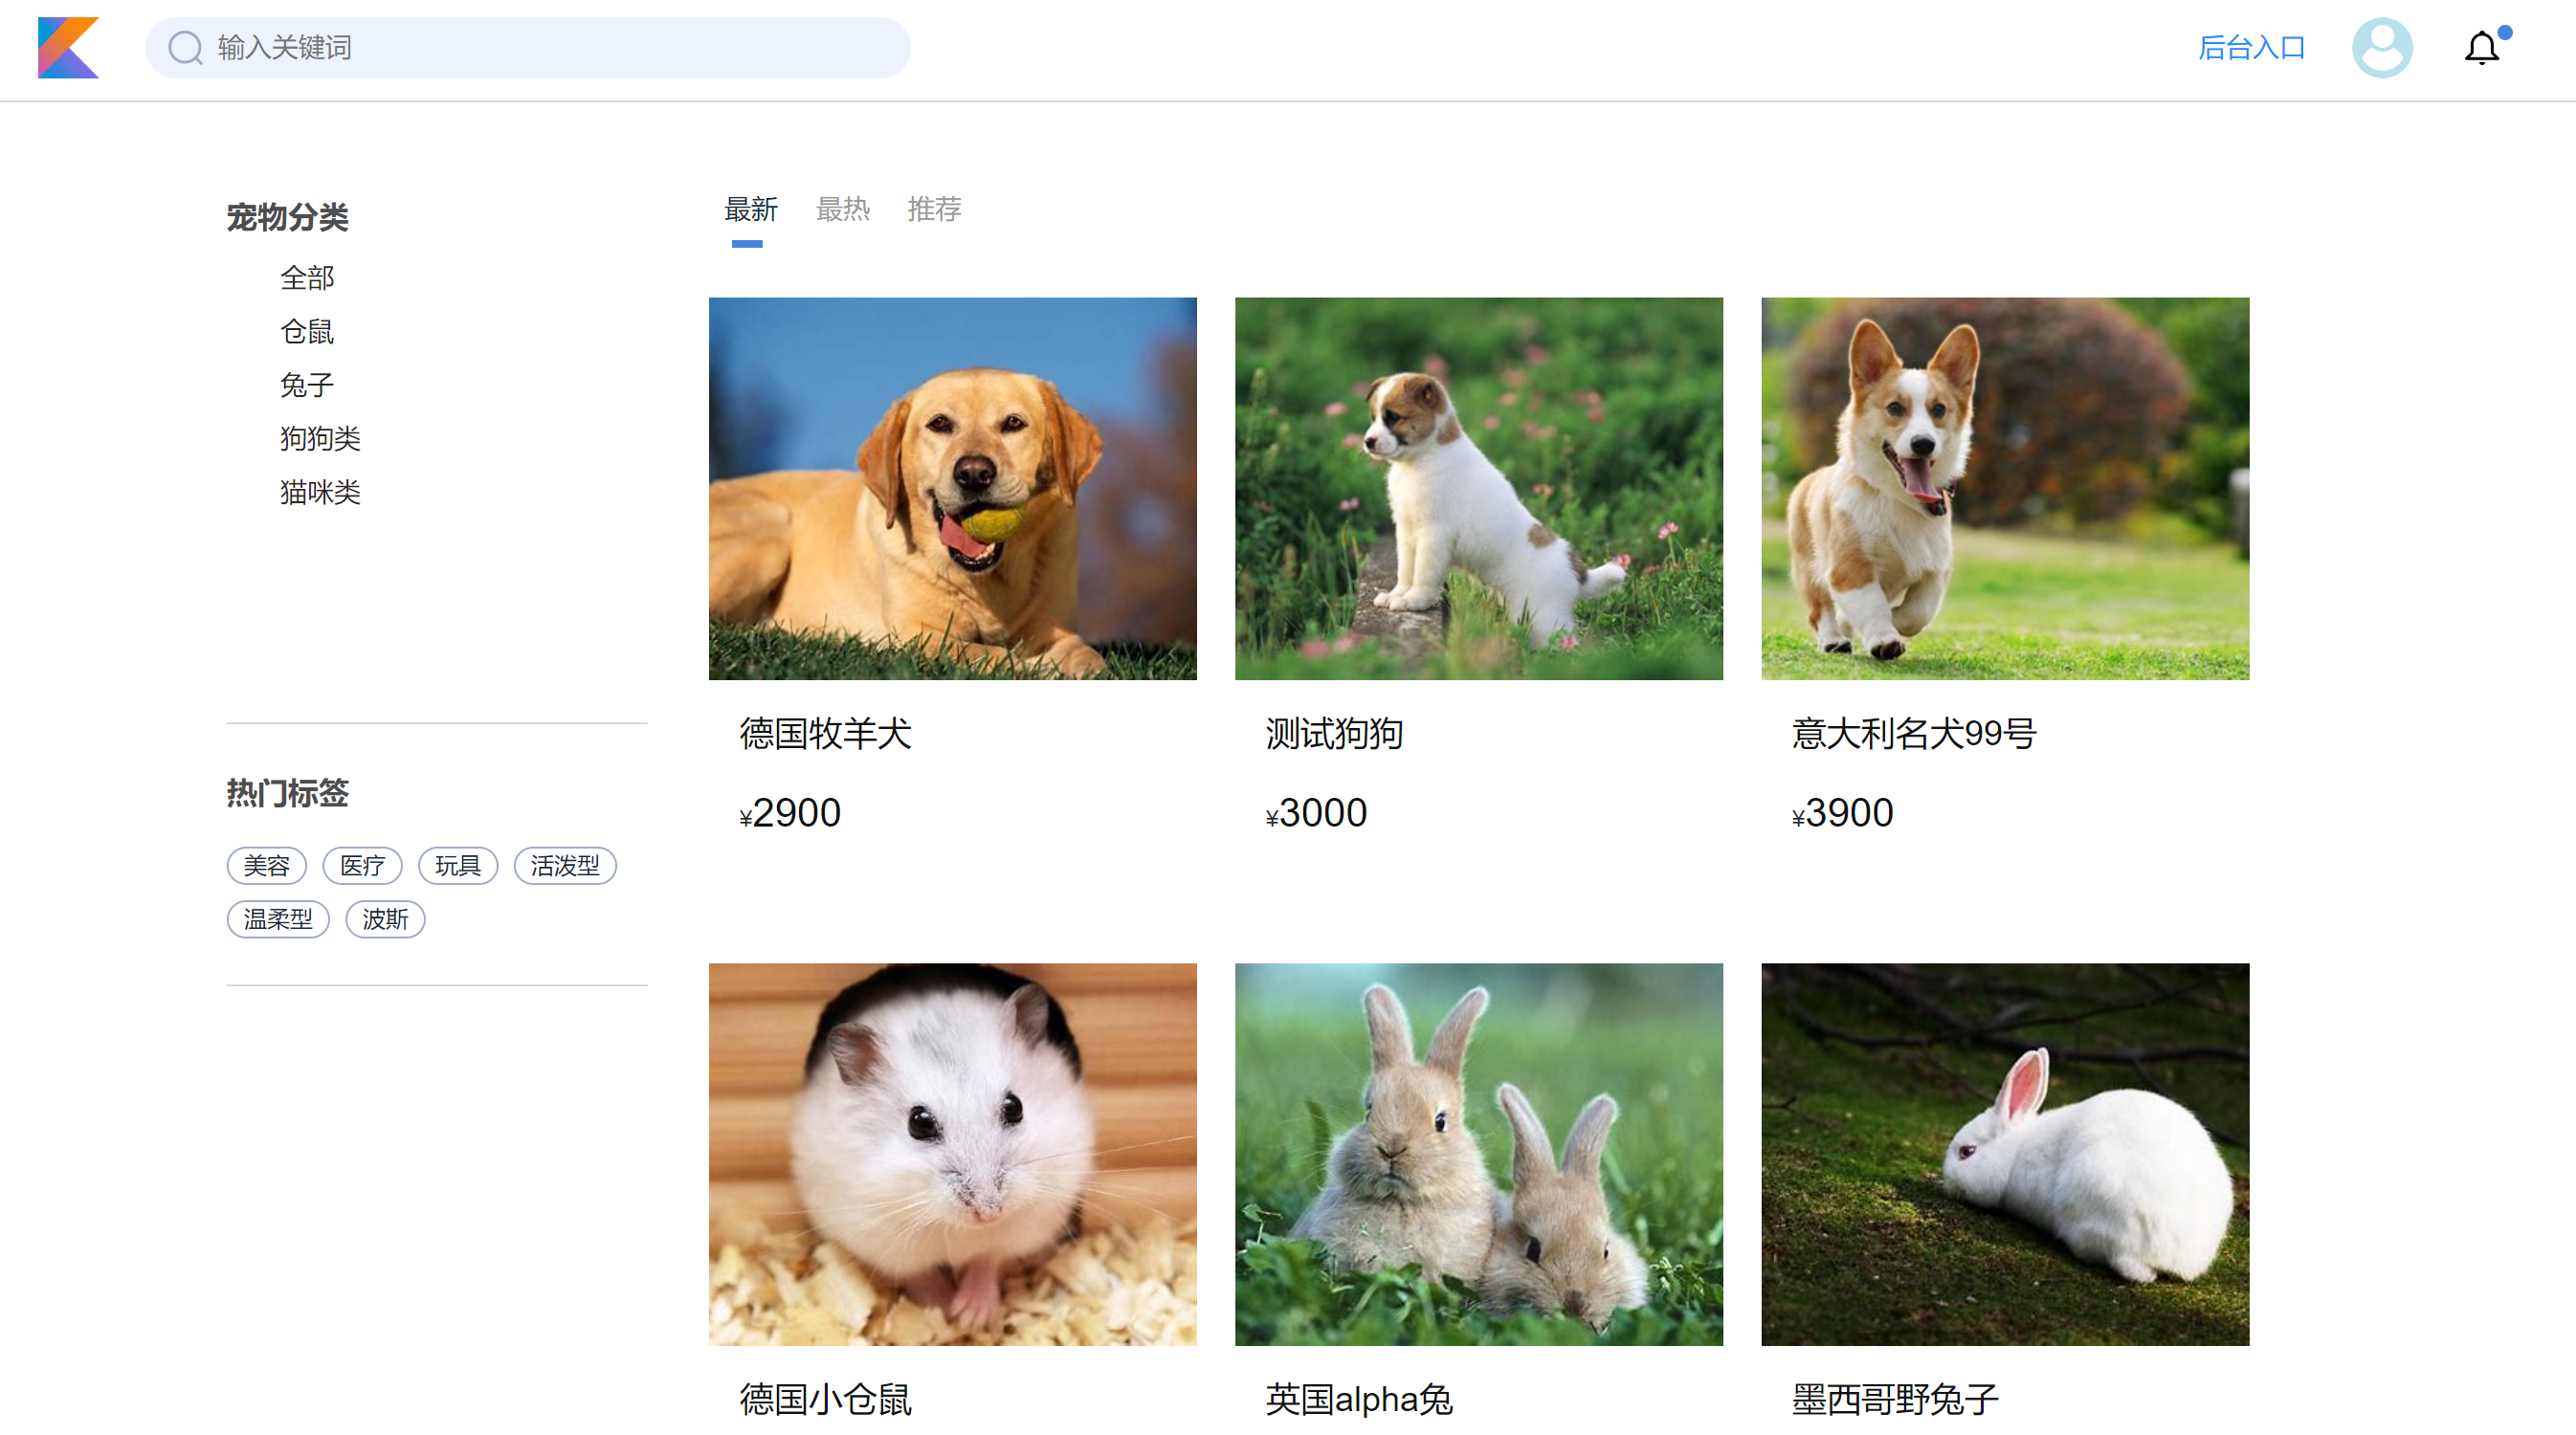 输入关键词
后台入口
宠物分类
全部
仓鼠
兔子
狗狗类
猫咪类
热门标签
美容 医疗 玩具 活泼型
温柔型 波斯
最新 最热 推荐
德国牧羊犬
¥2900
测试狗狗
¥3000
意大利名犬99号
¥3900
德国小仓鼠
英国alpha兔
墨西哥野兔子